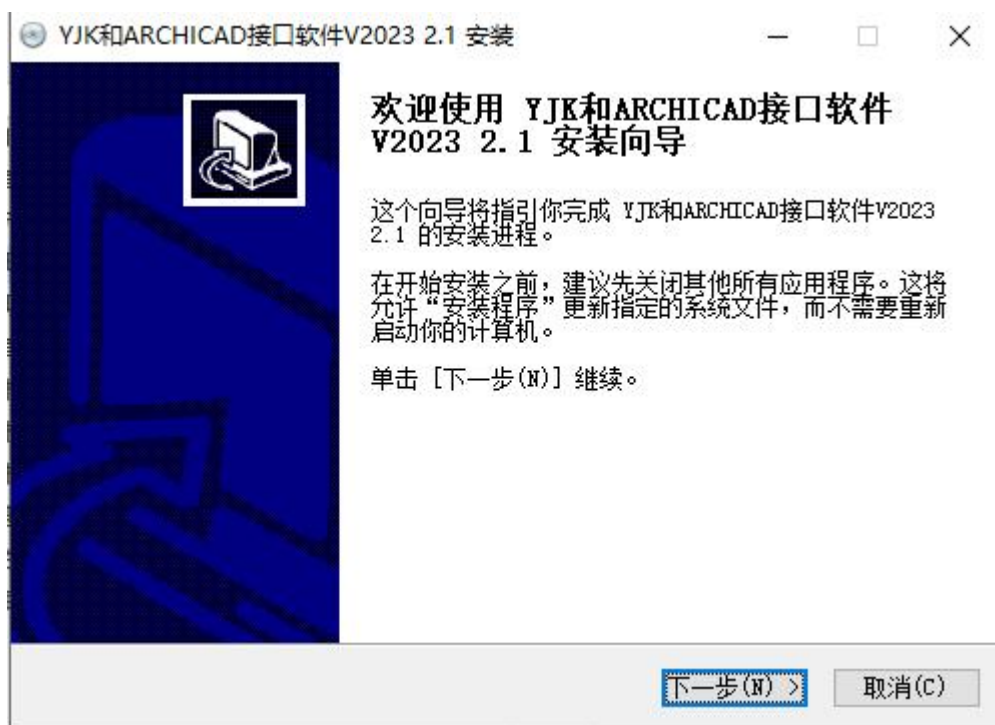 YJK和ARCHICAD接口软件V2023 2.1 安装
欢迎使用 YJK和ARCHICAD接口软件
V2023 2.1 安装向导
这个向导将指引你完成 YJK和ARCHICAD接口软件V2023
2.1 的安装进程。
在开始安装之前，建议先关闭其他所有应用程序。这将
允许“安装程序”更新指定的系统文件，而不需要重新
启动你的计算机。
单击 [下一步(N)] 继续。
下一步(N) >
取消(C)